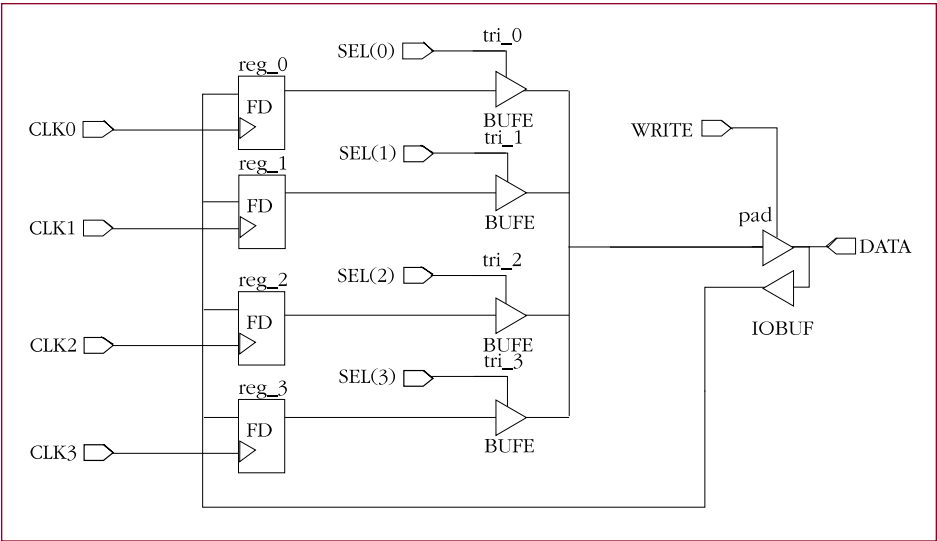 tri_0
SEL(0)
reg_0
FD
CLK0
BUFE
tri_1
SEL(1)
WRITE
reg_1
FD
CLK1
BUFE
pad
DATA
tri_2
SEL(2)
reg_2
FD
CLK2
BUFE
IOBUF
tri_3
SEL(3)
reg_3
FD
CLK3
BUFE